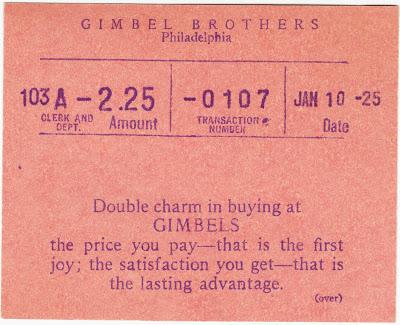 GIMBEL BROTHERS
Philadelphia
103 A - 2.25 - 0107 JAN 10 -25
CLERK AND DEPT. Amount TRANSACTION NUMBER Date
Double charm in buying at
GIMBELS
the price you pay—that is the first
joy; the satisfaction you get—that is
the lasting advantage.
(over)